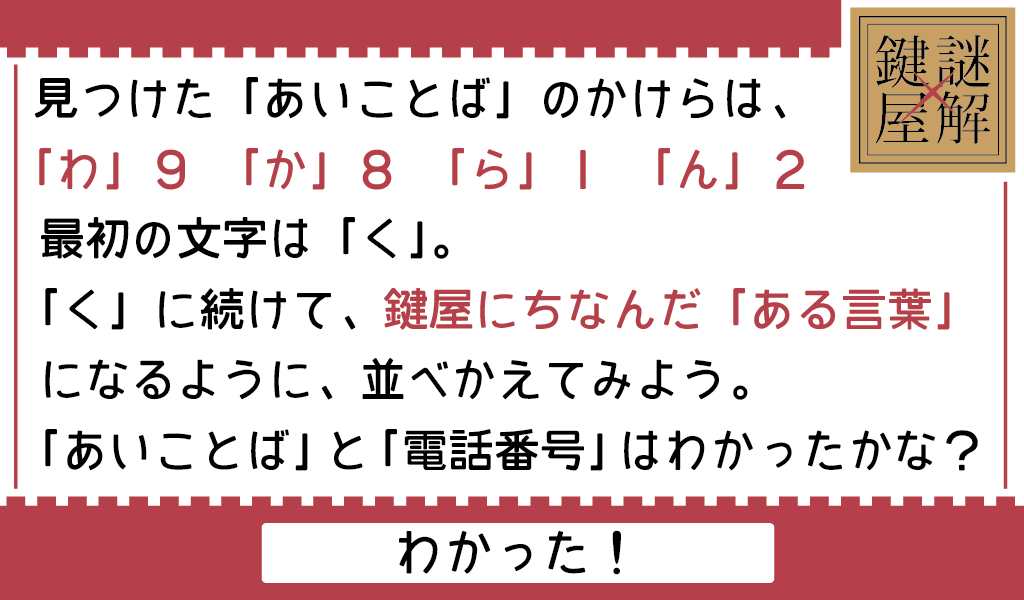 見つけた「あいことば」のかけらは、
「わ」９　「か」８　「ら」１　「ん」２
最初の文字は「く」。
「く」に続けて、鍵屋にちなんだ「ある言葉」
になるように、並べかえてみよう。
「あいことば」と「電話番号」はわかったかな？
わかった！
謎解
×
鍵屋